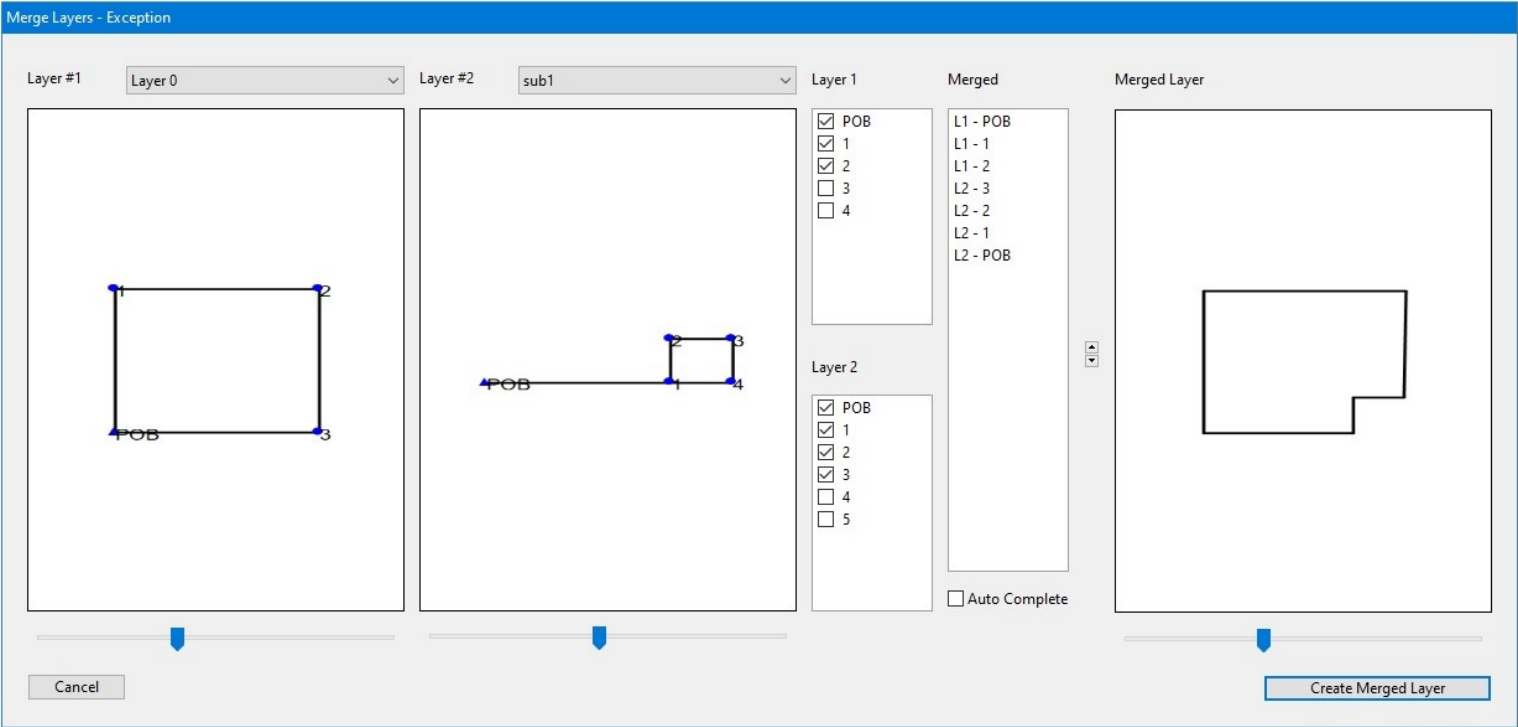 Merge Layers - Exception
Layer #1 Layer 0 Layer #2 sub1 Layer 1 Merged Merged Layer
1 2
POB 3
2 3
POB 1 4
POB
1
2
3
4
Layer 2
POB
1
2
3
4
5
L1 - POB
L1 - 1
L1 - 2
L2 - 3
L2 - 2
L2 - 1
L2 - POB
Auto Complete
Cancel
Create Merged Layer